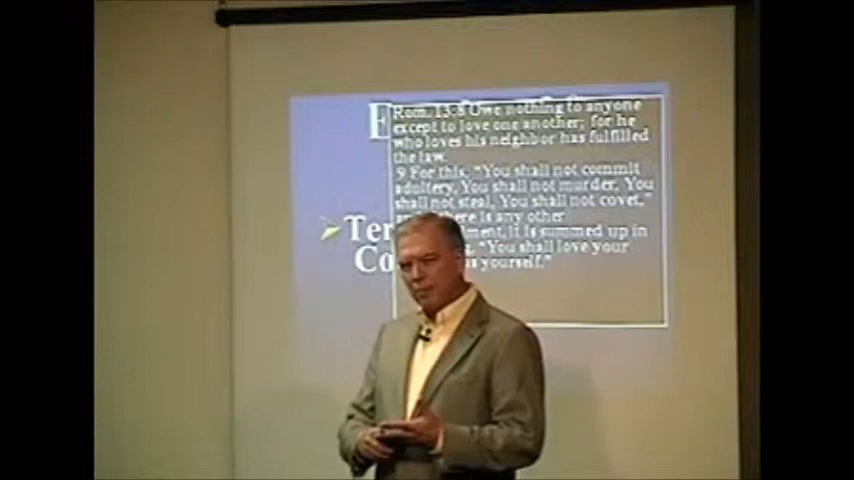 E
Rom. 13:8 Owe nothing to anyone
except to love one another; for he
who loves his neighbor has fulfilled
the law.
9 For this, "You shall not commit
adultery, You shall not murder, You
shall not steal, You shall not covet,"
there is any other
it is summed up in
"You shall love your
as yourself."
Ter
Co